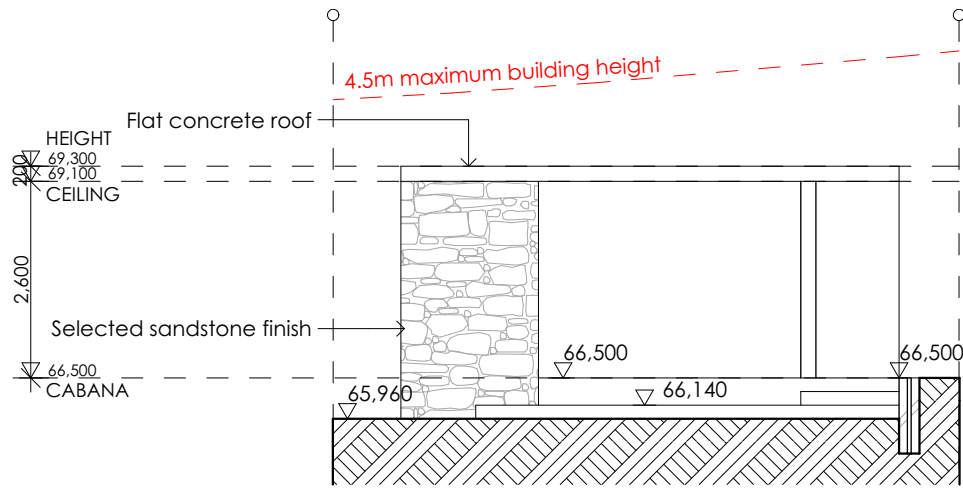 4.5m maximum building height
Flat concrete roof
HEIGHT
69,300
200
69,100
CEILING
2,600
Selected sandstone finish
66,500
66,500
66,500
CABANA
65,960
66,140